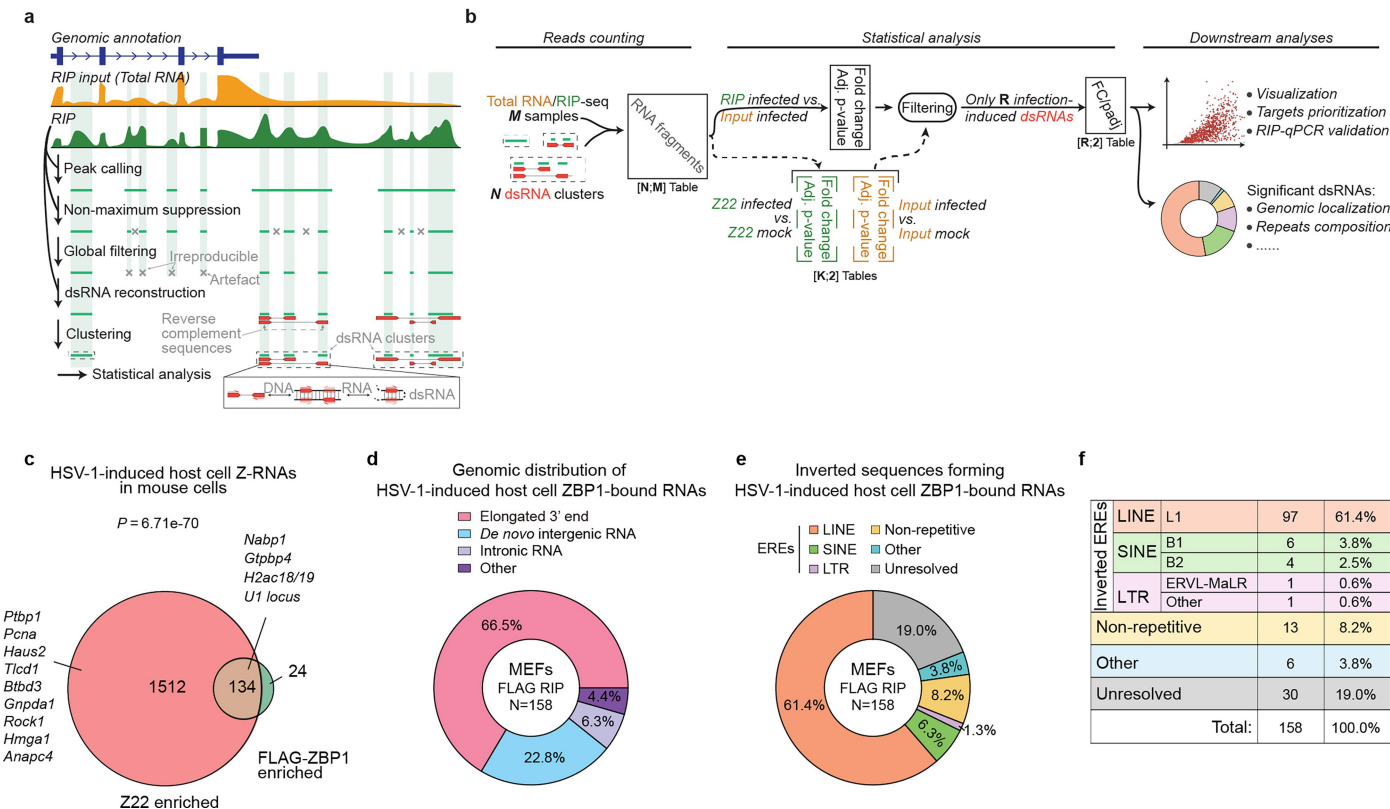 a
Genomic annotation
RIP input (Total RNA)
RIP
Peak calling
Non-maximum suppression
Global filtering
Irreproducible
Artefact
dsRNA reconstruction
Reverse
complement
sequences
dsRNA clusters
Clustering
Statistical analysis
DNA
RNA
dsRNA
b
Reads counting
Statistical analysis
Downstream analyses
Total RNA/RIP-seq
M samples
N dsRNA clusters
RNA fragments
[N;M] Table
RIP infected vs.
Input infected
Fold change
Adj. p-value
Filtering
Only R infection-
induced dsRNAs
FC/padj
[R;2] Table
Z22 infected
vs.
Z22 mock
Fold change
Adj. p-value
Fold change
Adj. p-value
Input infected
vs.
Input mock
[K;2] Tables
• Visualization
• Targets prioritization
• RIP-qPCR validation
Significant dsRNAs:
• Genomic localization
• Repeats composition
• ......
c
HSV-1-induced host cell Z-RNAs
in mouse cells
P = 6.71e-70
Nabp1
Gtpbp4
H2ac18/19
U1 locus
Ptbp1
Pcna
Haus2
Tlcd1
Btbd3
Gnpda1
Rock1
Hmga1
Anapc4
1512
134
24
FLAG-ZBP1
enriched
Z22 enriched
d
Genomic distribution of
HSV-1-induced host cell ZBP1-bound RNAs
Elongated 3' end
De novo intergenic RNA
Intronic RNA
Other
66.5%
4.4%
6.3%
22.8%
MEFs
FLAG RIP
N=158
e
Inverted sequences forming
HSV-1-induced host cell ZBP1-bound RNAs
EREs
LINE
SINE
LTR
Non-repetitive
Other
Unresolved
19.0%
3.8%
8.2%
1.3%
6.3%
61.4%
MEFs
FLAG RIP
N=158
f
Inverted EREs
LINE L1 97 61.4%
SINE B1 6 3.8%
B2 4 2.5%
LTR ERVL-MaLR 1 0.6%
Other 1 0.6%
Non-repetitive 13 8.2%
Other 6 3.8%
Unresolved 30 19.0%
Total: 158 100.0%